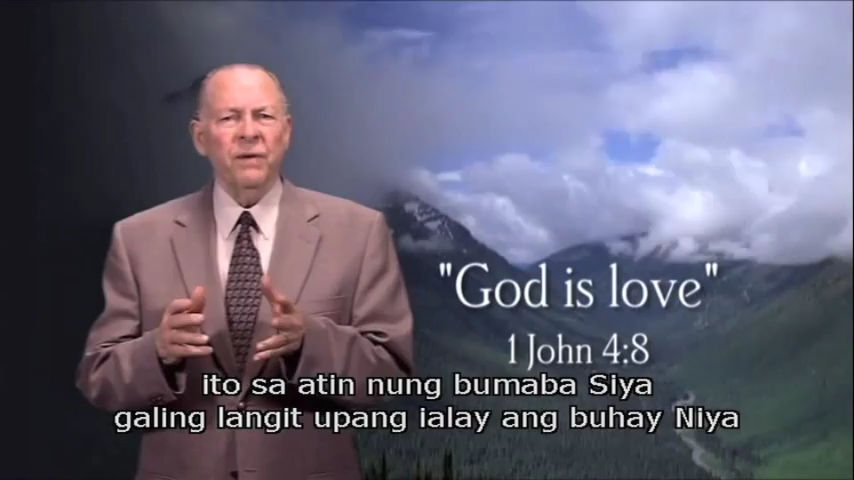 "God is love"
1 John 4:8
ito sa atin nung bumaba Siya
galing langit upang ialay ang buhay Niya